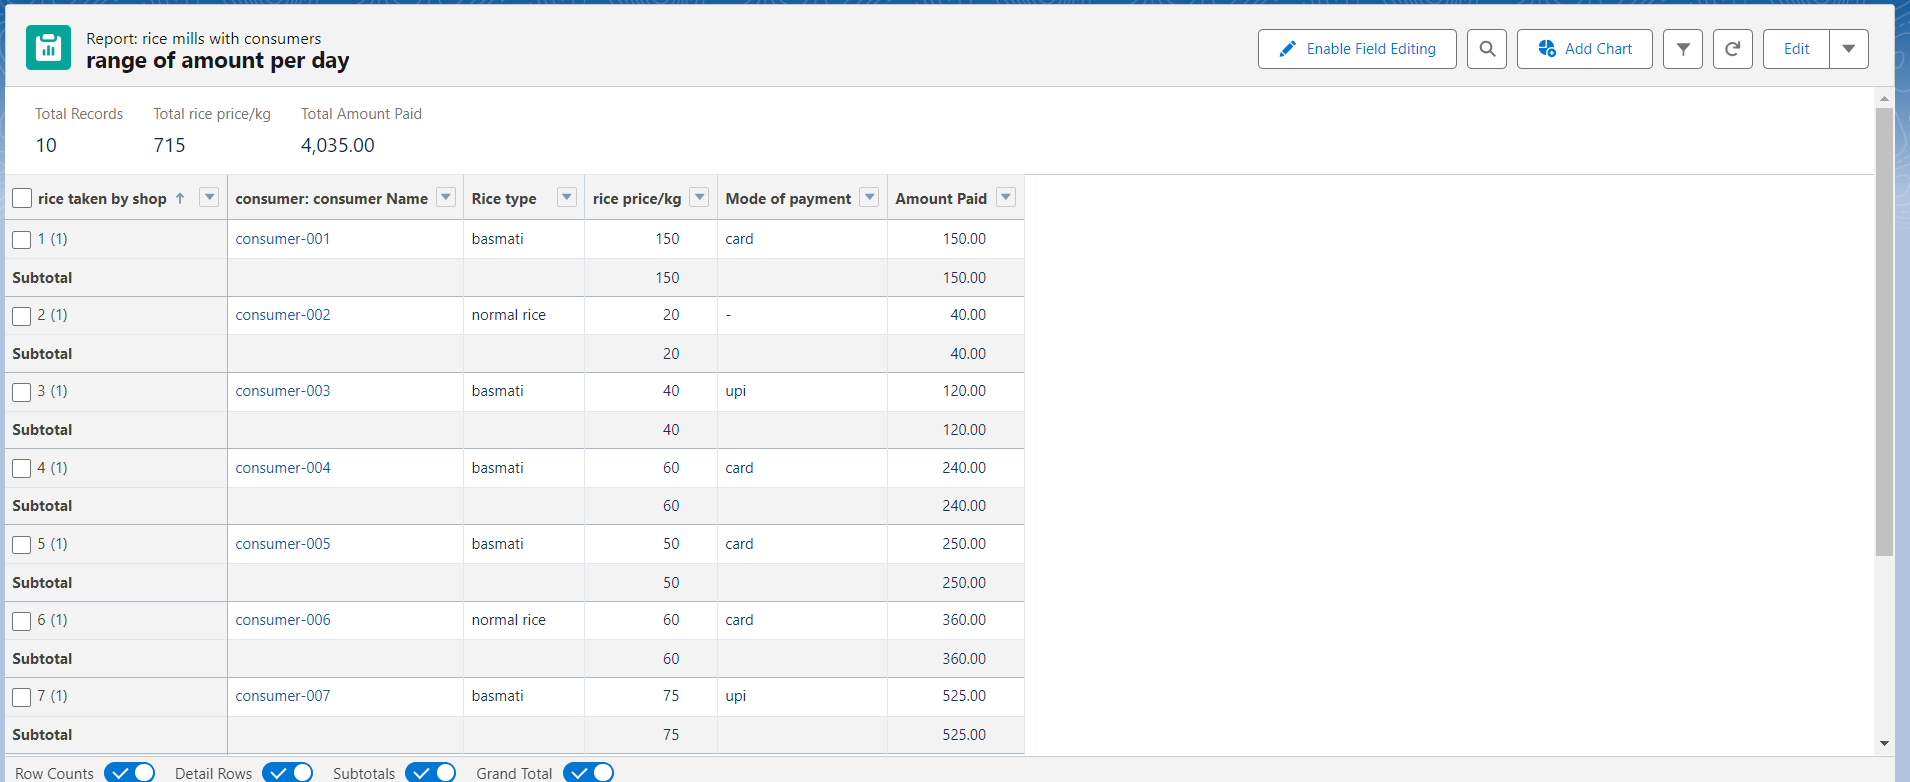 Report: rice mills with consumers
range of amount per day
Enable Field Editing
Add Chart
Edit
Total Records Total rice price/kg Total Amount Paid
10 715 4,035.00
rice taken by shop ↑ consumer: consumer Name Rice type rice price/kg Mode of payment Amount Paid
1 (1) consumer-001 basmati 150 card 150.00
Subtotal 150 150.00
2 (1) consumer-002 normal rice 20 - 40.00
Subtotal 20 40.00
3 (1) consumer-003 basmati 40 upi 120.00
Subtotal 40 120.00
4 (1) consumer-004 basmati 60 card 240.00
Subtotal 60 240.00
5 (1) consumer-005 basmati 50 card 250.00
Subtotal 50 250.00
6 (1) consumer-006 normal rice 60 card 360.00
Subtotal 60 360.00
7 (1) consumer-007 basmati 75 upi 525.00
Subtotal 75 525.00
Row Counts Detail Rows Subtotals Grand Total